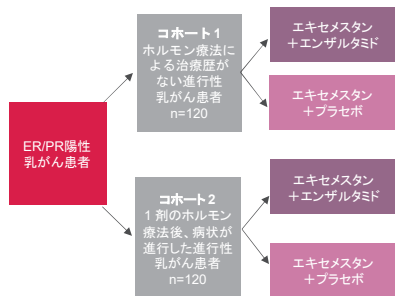 コホート1
ホルモン療法に
よる治療歴が
ない進行性
乳がん患者
n=120
エキセメスタン
＋エンザルタミド
エキセメスタン
＋プラセボ
ER/PR陽性
乳がん患者
コホート2
1 剤のホルモン
療法後、病状が
進行した進行性
乳がん患者
n=120
エキセメスタン
＋エンザルタミド
エキセメスタン
＋プラセボ